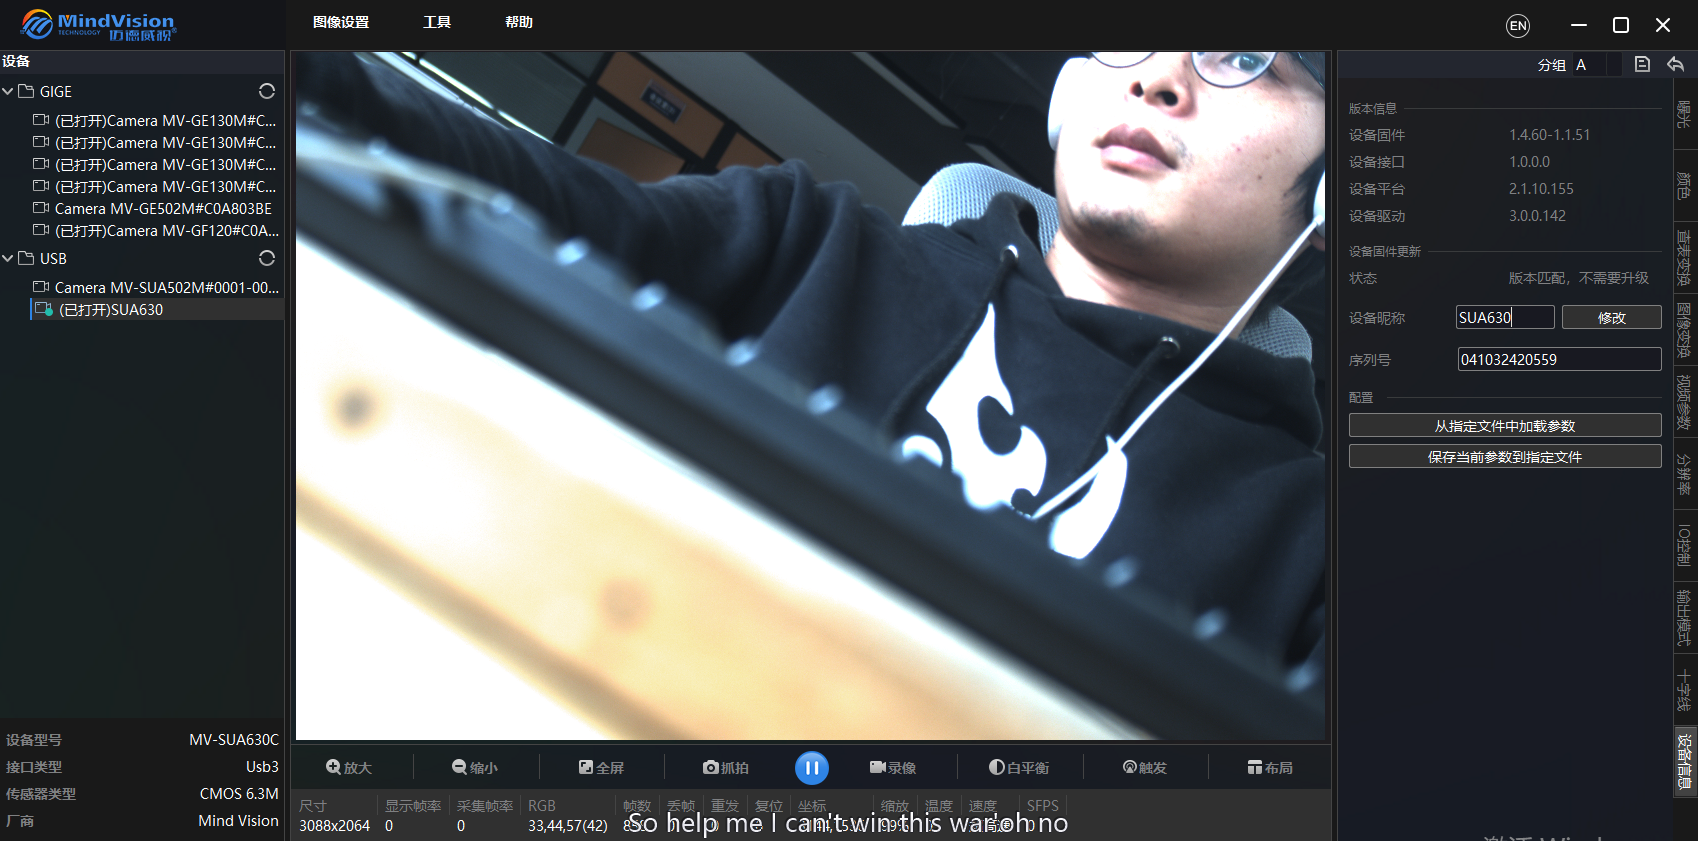 MindVision
TECHNOLOGY 迈德威视
图像设置 工具 帮助
EN
设备
GIGE
(已打开)Camera MV-GE130M#C...
(已打开)Camera MV-GE130M#C...
(已打开)Camera MV-GE130M#C...
(已打开)Camera MV-GE130M#C...
Camera MV-GE502M#C0A803BE
(已打开)Camera MV-GF120#C0A...
USB
Camera MV-SUA502M#0001-00...
(已打开)SUA630
设备型号 MV-SUA630C
接口类型 Usb3
传感器类型 CMOS 6.3M
厂商 Mind Vision
放大 缩小 全屏 抓拍 录像 白平衡 触发 布局
尺寸 显示帧率 采集帧率 RGB 帧数 丢帧 重发 复位 坐标 缩放 温度 速度 SFPS
3088x2064 0 0 33,44,57(42)
So help me I can't win this war'oh no
分组 A
版本信息
设备固件 1.4.60-1.1.51
设备接口 1.0.0.0
设备平台 2.1.10.155
设备驱动 3.0.0.142
设备固件更新
状态 版本匹配，不需要升级
设备昵称 SUA630 修改
序列号 041032420559
配置
从指定文件中加载参数
保存当前参数到指定文件
曝光
颜色
查表变换
图像变换
视频参数
分辨率
IO控制
输出模式
十字线
设备信息